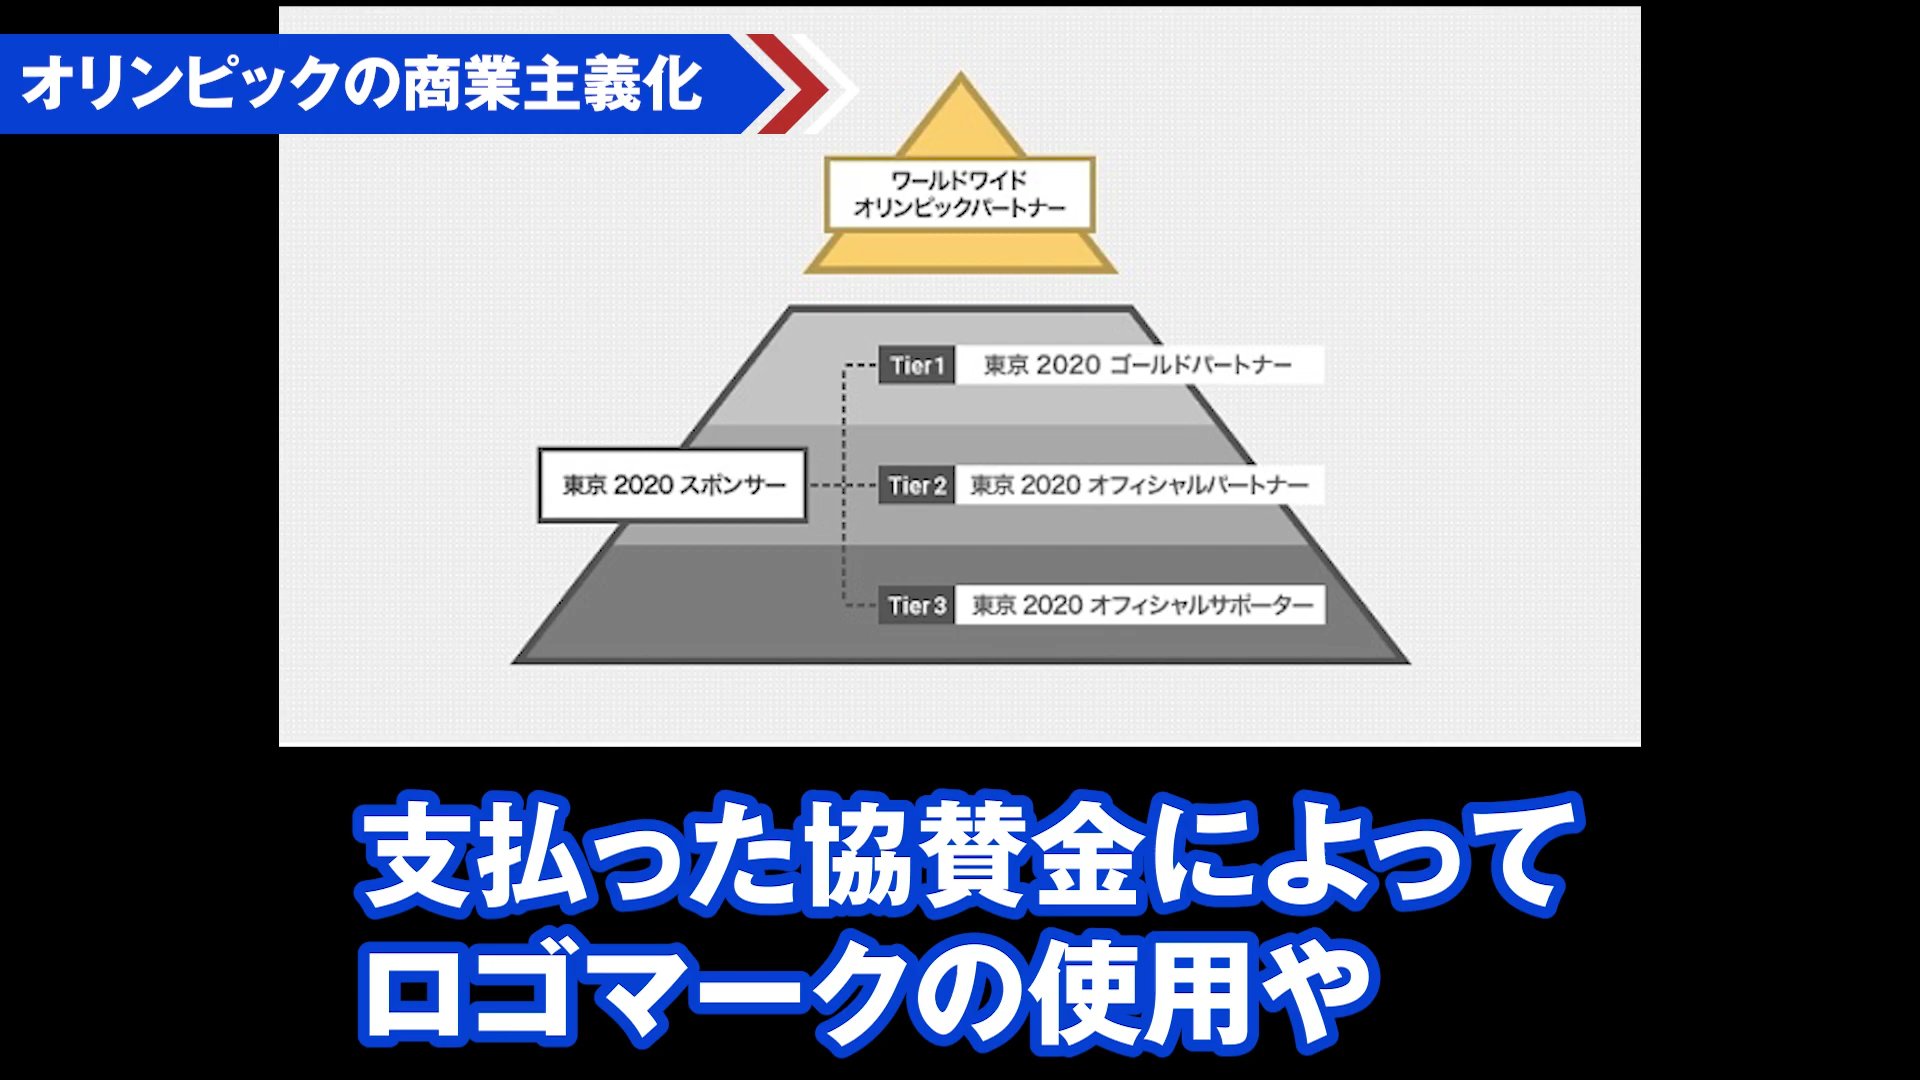 オリンピックの商業主義化
ワールドワイド
オリンピックパートナー
Tier1 東京 2020 ゴールドパートナー
東京 2020 スポンサー
Tier2 東京 2020 オフィシャルパートナー
Tier3 東京 2020 オフィシャルサポーター
支払った協賛金によって
ロゴマークの使用や